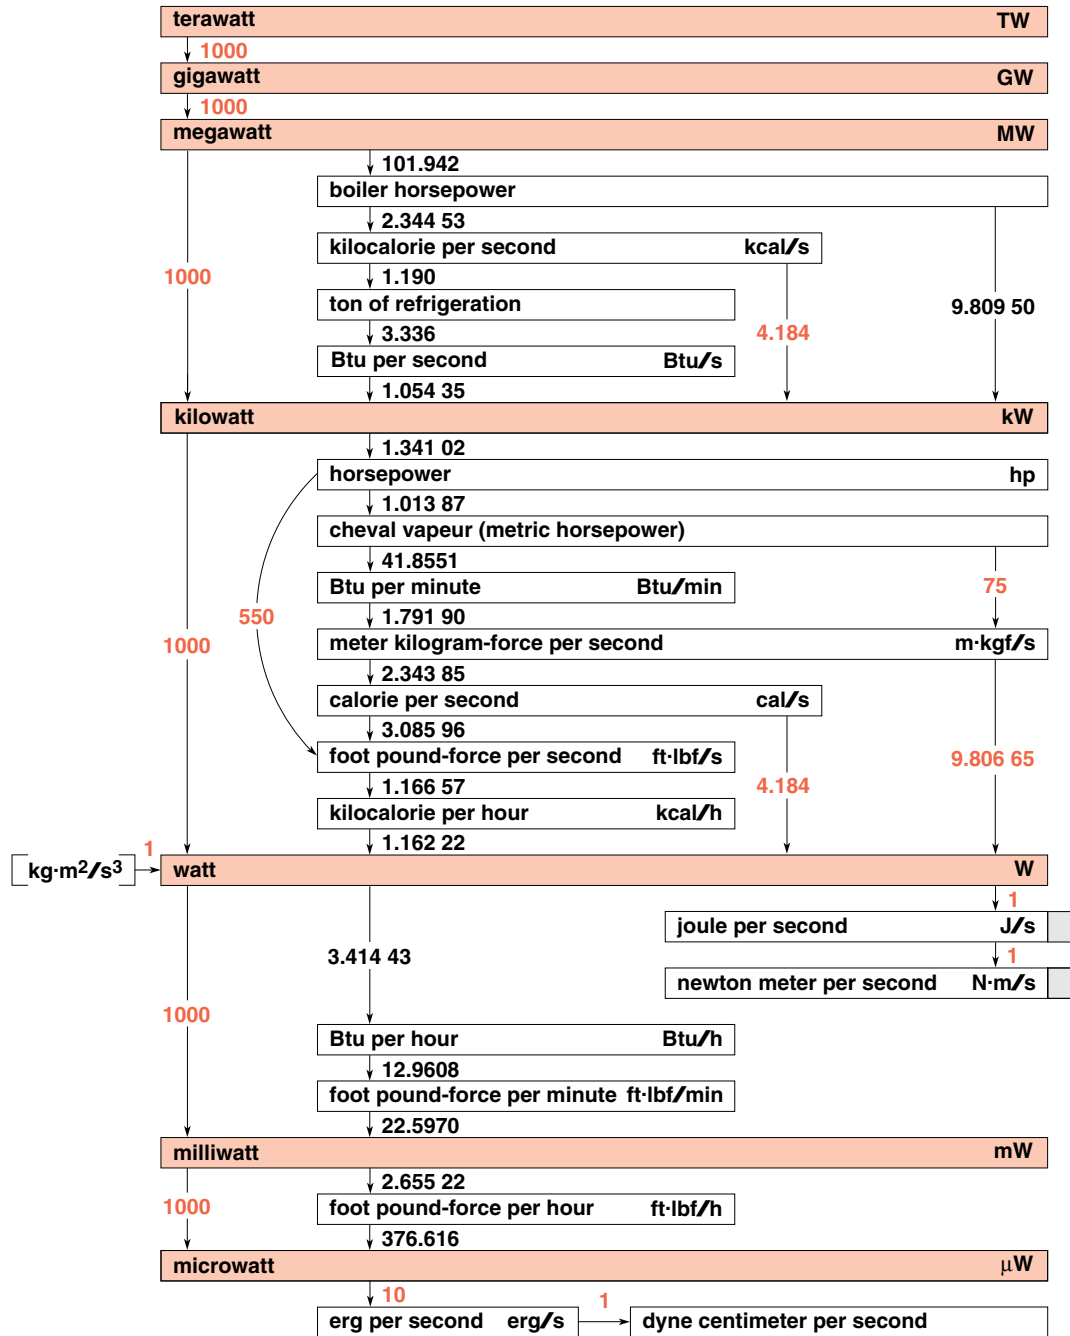 terawatt TW
1000
gigawatt GW
1000
megawatt MW
101.942
boiler horsepower
2.344 53
kilocalorie per second kcal/s
1000
1.190
ton of refrigeration
9.809 50
3.336
4.184
Btu per second Btu/s
1.054 35
kilowatt kW
1.341 02
horsepower hp
1.013 87
cheval vapeur (metric horsepower)
41.8551
Btu per minute Btu/min
75
550
1.791 90
1000
meter kilogram-force per second m·kgf/s
2.343 85
calorie per second cal/s
3.085 96
foot pound-force per second ft·lbf/s
9.806 65
1.166 57
4.184
kilocalorie per hour kcal/h
1.162 22
1
kg·m²/s³
watt W
1
joule per second J/s
3.414 43
1
newton meter per second N·m/s
1000
Btu per hour Btu/h
12.9608
foot pound-force per minute ft·lbf/min
22.5970
milliwatt mW
2.655 22
1000
foot pound-force per hour ft·lbf/h
376.616
microwatt μW
10
1
erg per second erg/s
dyne centimeter per second